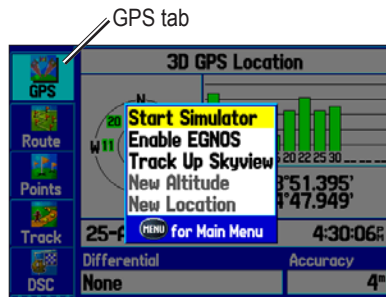 GPS tab
3D GPS Location
GPS
N
20
W 11
Route
Points
Track
DSC
Start Simulator
Enable EGNOS
Track Up Skyview
New Altitude
New Location
MENU for Main Menu
20 22 25 30
51.395'
47.949'
4:30:06
Differential
Accuracy
None
4